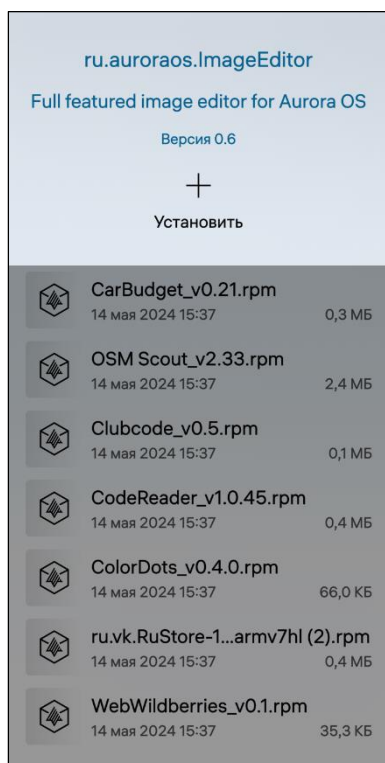 ru.auroraos.ImageEditor
Full featured image editor for Aurora OS
Версия 0.6
Установить
CarBudget_v0.21.rpm
14 мая 2024 15:37 0,3 МБ
OSM Scout_v2.33.rpm
14 мая 2024 15:37 2,4 МБ
Clubcode_v0.5.rpm
14 мая 2024 15:37 0,1 МБ
CodeReader_v1.0.45.rpm
14 мая 2024 15:37 0,4 МБ
ColorDots_v0.4.0.rpm
14 мая 2024 15:37 66,0 КБ
ru.vk.RuStore-1...armv7hl (2).rpm
14 мая 2024 15:37 0,4 МБ
WebWildberries_v0.1.rpm
14 мая 2024 15:37 35,3 КБ